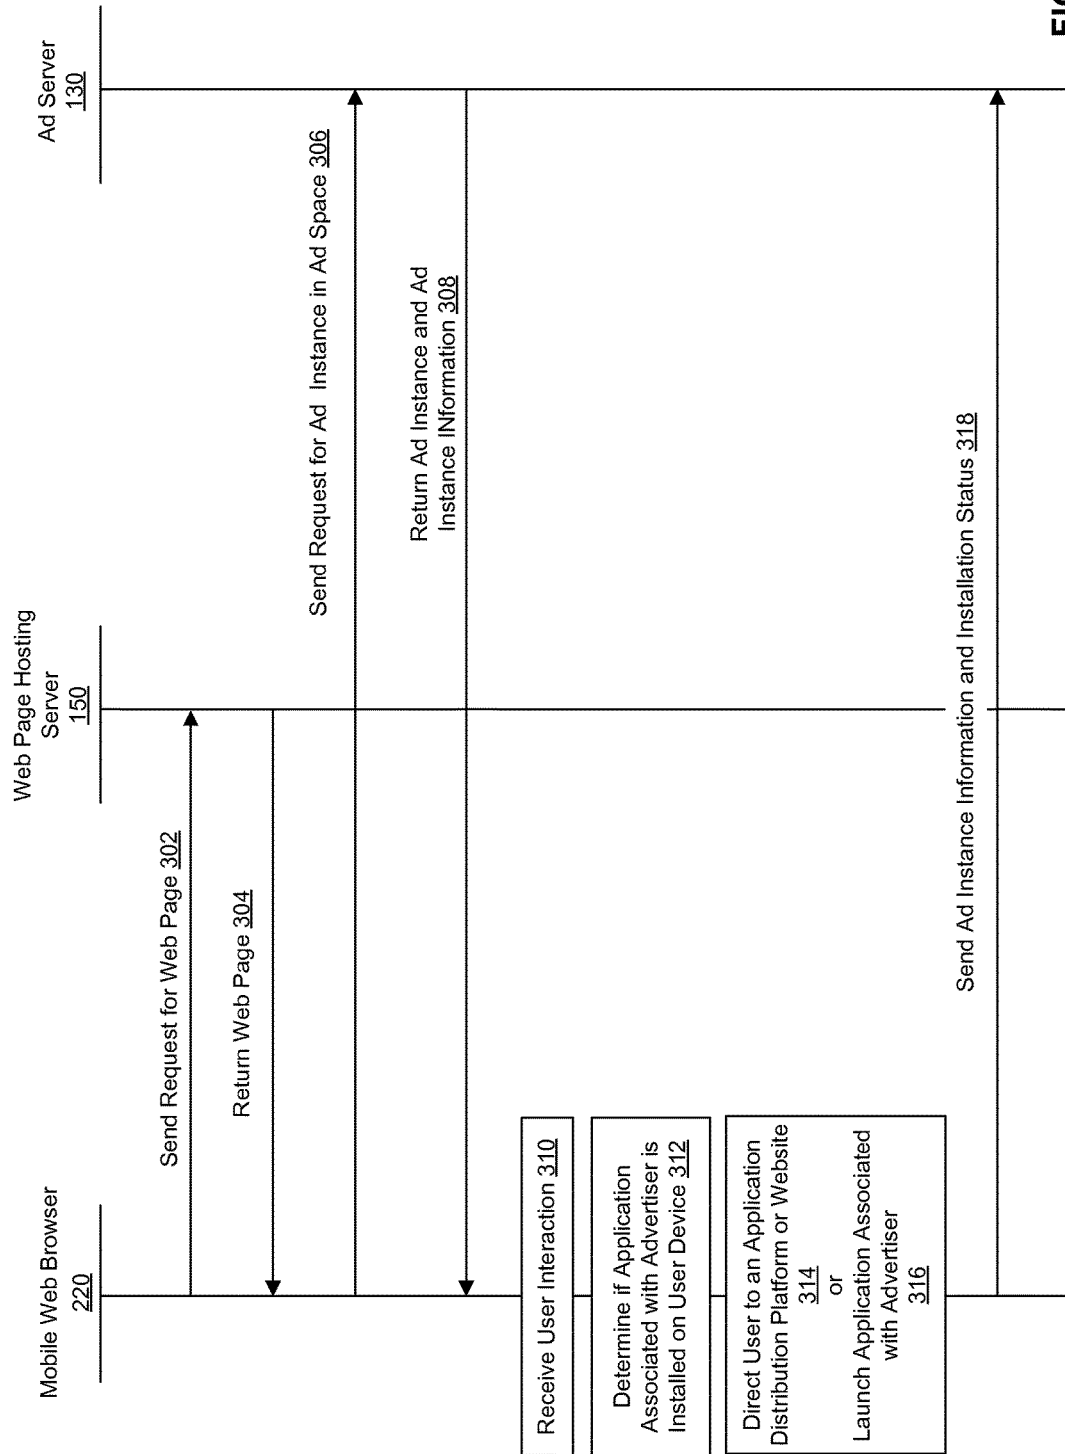 Mobile Web Browser
220
Web Page Hosting
Server
150
Ad Server
130
Send Request for Web Page 302
Return Web Page 304
Send Request for Ad Instance in Ad Space 306
Return Ad Instance and Ad
Instance INformation 308
Receive User Interaction 310
Determine if Application
Associated with Advertiser is
Installed on User Device 312
Direct User to an Application
Distribution Platform or Website
314
or
Launch Application Associated
with Advertiser
316
Send Ad Instance Information and Installation Status 318